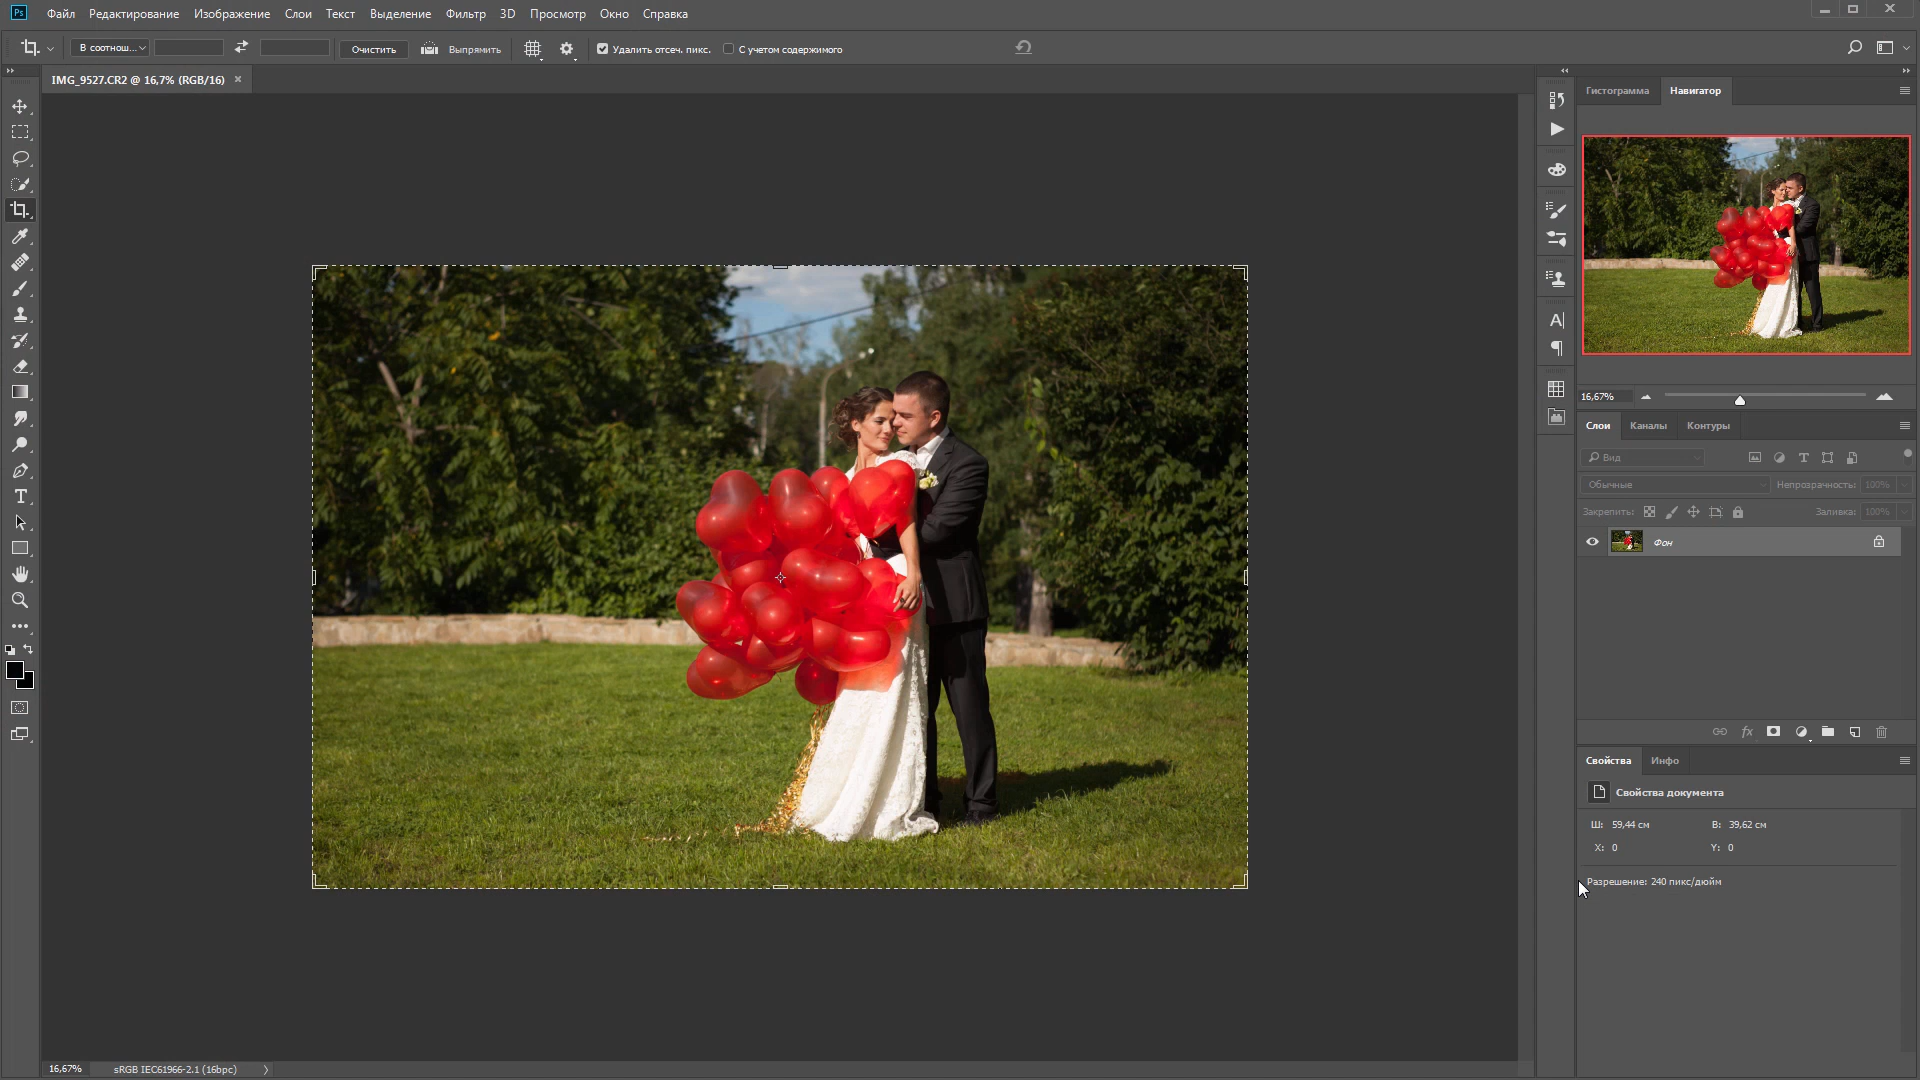 Ps Файл Редактирование Изображение Слои Текст Выделение Фильтр 3D Просмотр Окно Справка
В соотнош... Очистить Выпрямить Удалить отсеч. пикс. С учетом содержимого
IMG_9527.CR2 @ 16,7% (RGB/16) ×
Гистограмма Навигатор
16,67%
Слои Каналы Контуры
Вид
Обычные Непрозрачность: 100%
Закрепить: Заливка: 100%
Фон
fx
Свойства Инфо
Свойства документа
Ш: 59,44 см В: 39,62 см
X: 0 Y: 0
Разрешение: 240 пикс/дюйм
16,67% sRGB IEC61966-2.1 (16bpc)